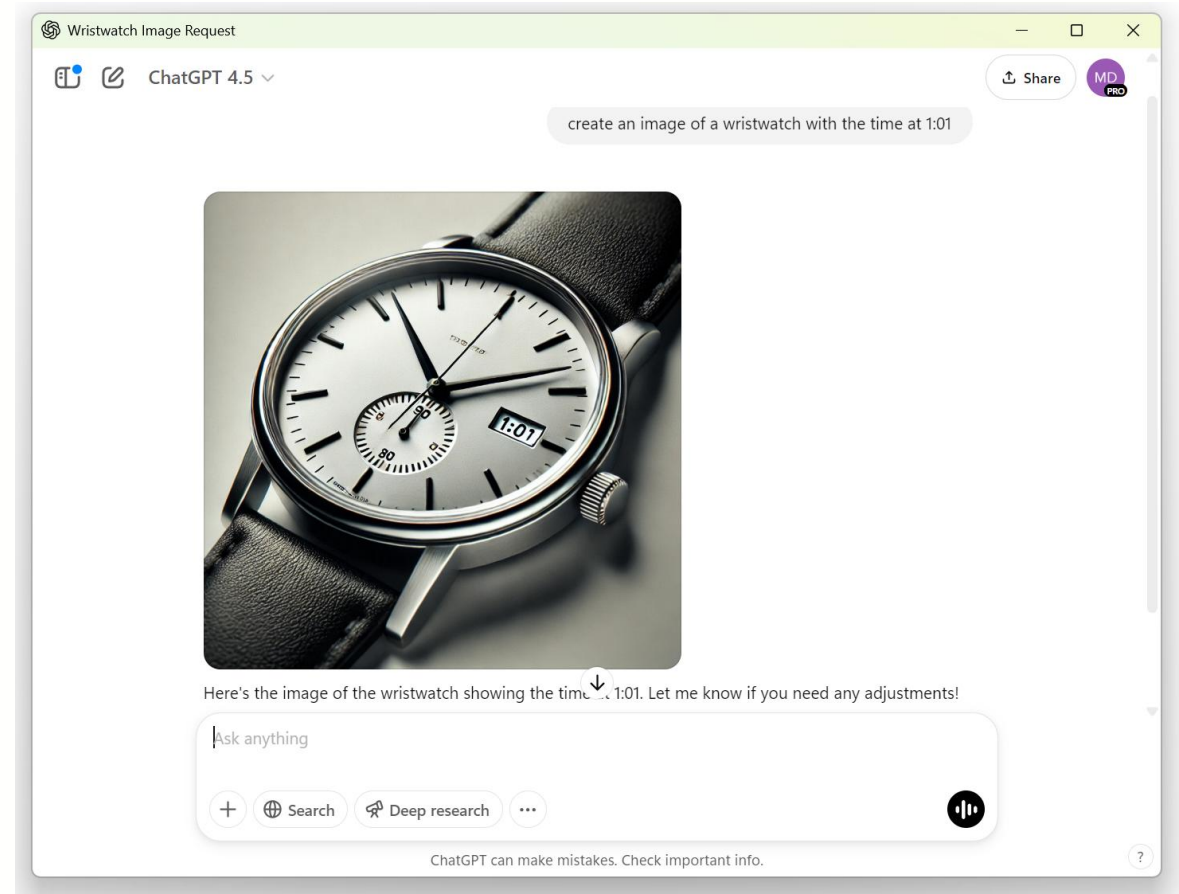 Wristwatch Image Request
ChatGPT 4.5
Share
MD
PRO
create an image of a wristwatch with the time at 1:01
90
1:01
80
Here's the image of the wristwatch showing the time 1:01. Let me know if you need any adjustments!
Ask anything
Search
Deep research
ChatGPT can make mistakes. Check important info.
?